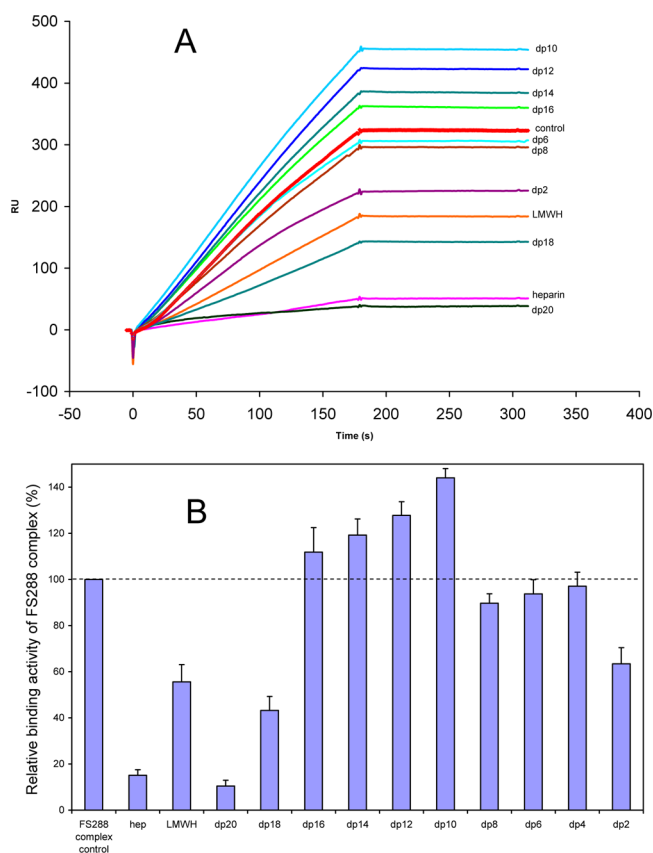 A
500
400
300
200
100
0
-100
RU
-50 0 50 100 150 200 250 300 350 400
Time (s)
dp10
dp12
dp14
dp16
control
dp6
dp8
dp2
LMWH
dp18
heparin
dp20
B
Relative binding activity of FS288 complex (%)
140
120
100
80
60
40
20
0
FS288 complex control
hep LMWH dp20 dp18 dp16 dp14 dp12 dp10 dp8 dp6 dp4 dp2